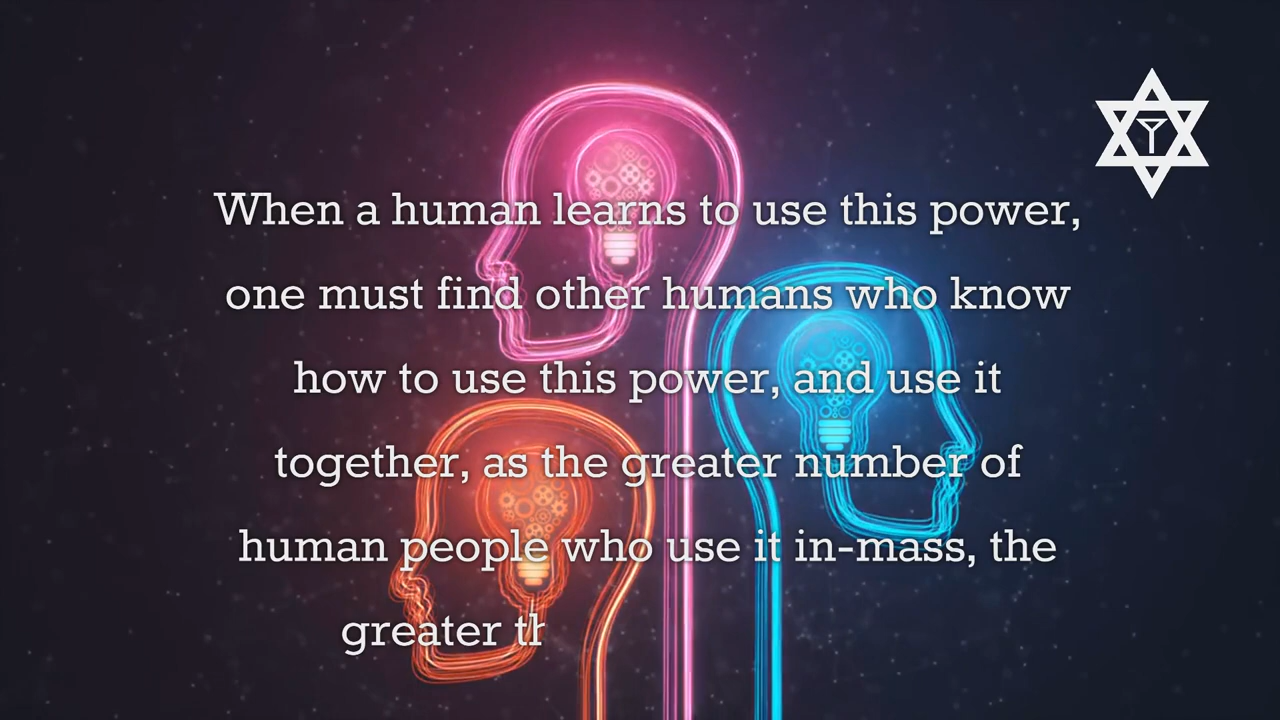 When a human learns to use this power,
one must find other humans who know
how to use this power, and use it
together, as the greater number of
human people who use it in-mass, the
greater